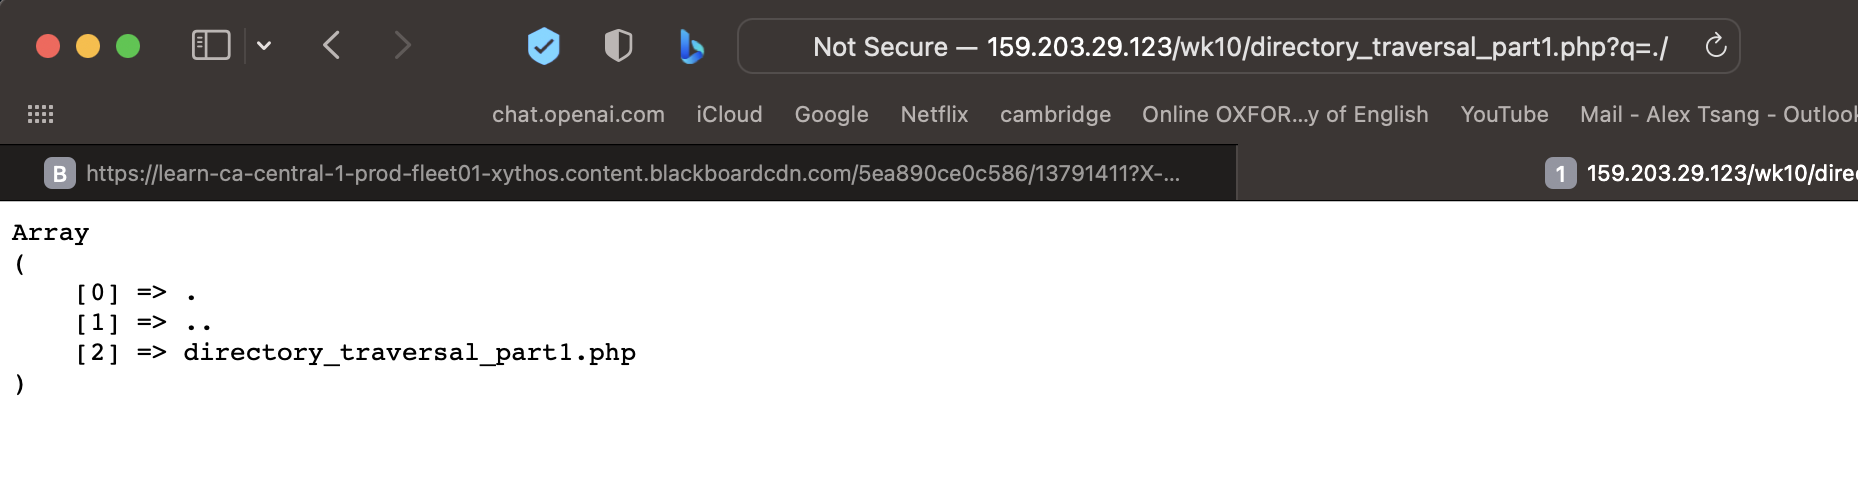 Not Secure — 159.203.29.123/wk10/directory_traversal_part1.php?q=./
chat.openai.com iCloud Google Netflix cambridge Online OXFOR...y of English YouTube Mail - Alex Tsang - Outlook
B https://learn-ca-central-1-prod-fleet01-xythos.content.blackboardcdn.com/5ea890ce0c586/13791411?X-... 1 159.203.29.123/wk10/direc
Array
(
    [0] => .
    [1] => ..
    [2] => directory_traversal_part1.php
)